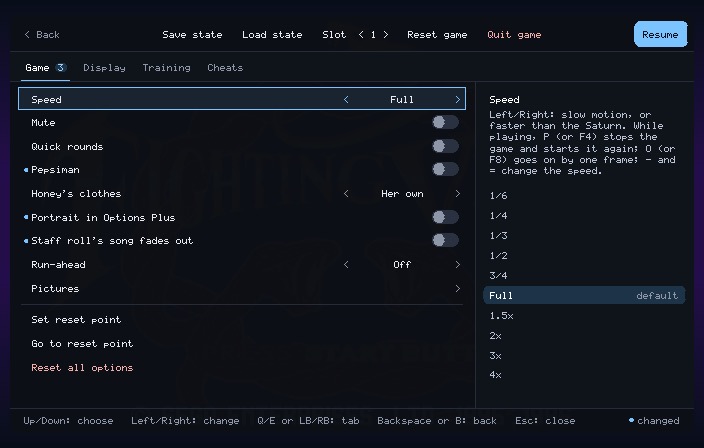 Back
Save state
Load state
Slot < 1 >
Reset game
Quit game
Resume
Game 3
Display
Training
Cheats
Speed < Full >
Mute
Quick rounds
Pepsiman
Honey's clothes < Her own >
Portrait in Options Plus
Staff roll's song fades out
Run-ahead < Off >
Pictures >
Set reset point
Go to reset point
Reset all options
Speed
Left/Right: slow motion, or
faster than the Saturn. While
playing, P (or F4) stops the
game and starts it again; O (or
F8) goes on by one frame; - and
= change the speed.
1/6
1/4
1/3
1/2
3/4
Full default
1.5x
2x
3x
4x
Up/Down: choose
Left/Right: change
Q/E or LB/RB: tab
Backspace or B: back
Esc: close
changed